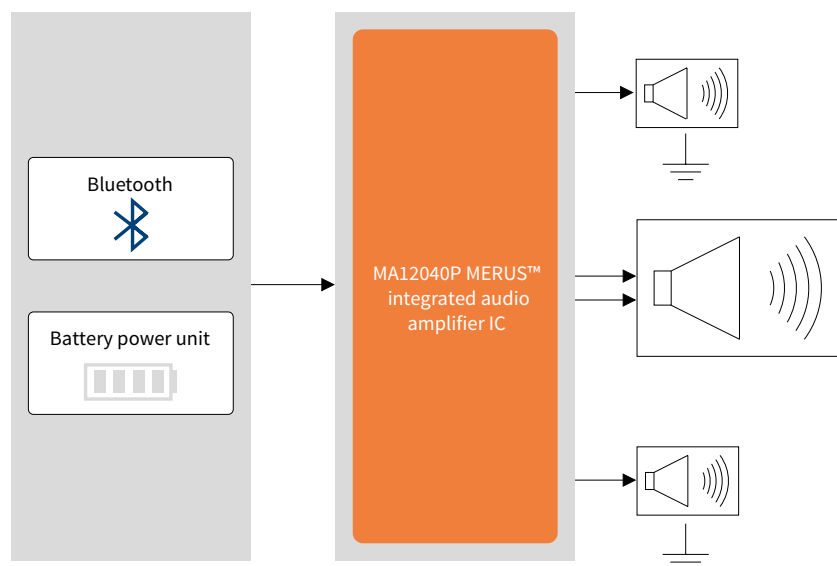 Bluetooth
Battery power unit
MA12040P MERUS™
integrated audio
amplifier IC